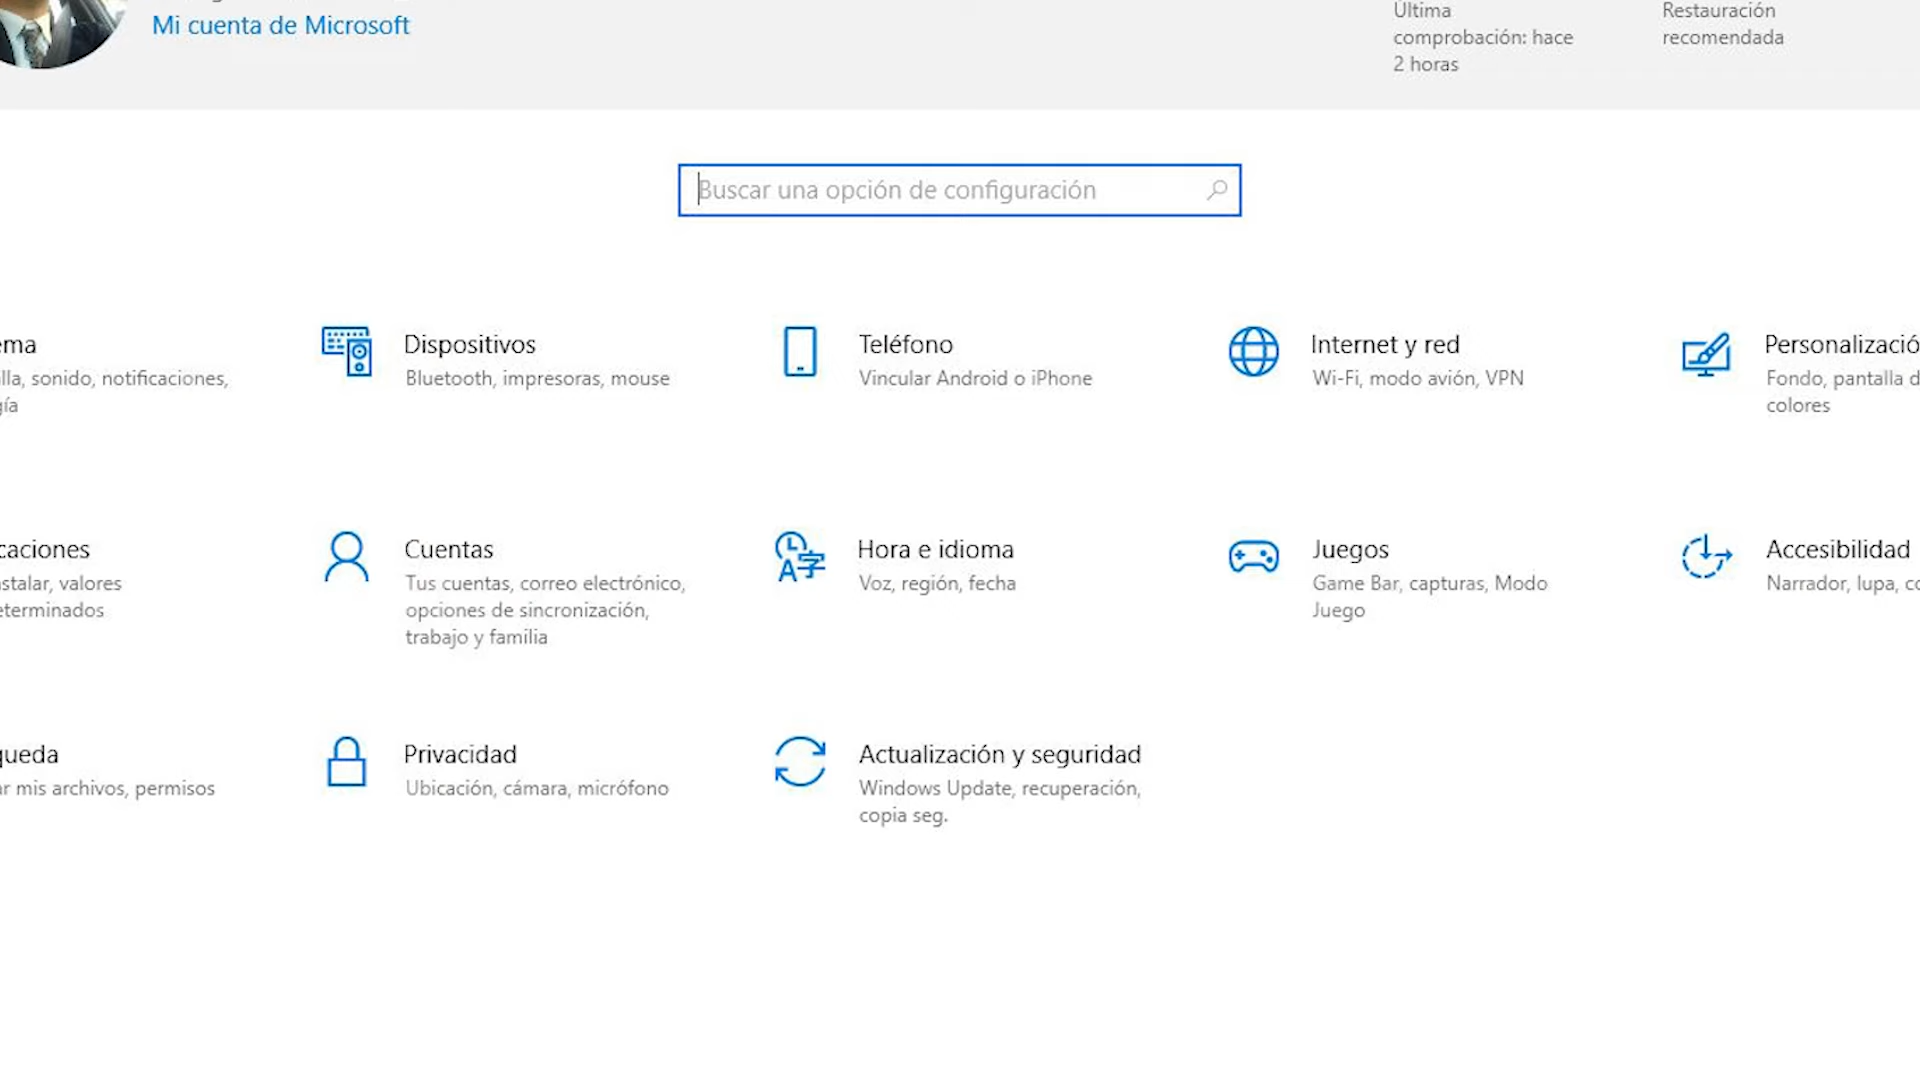 Mi cuenta de Microsoft
Última
comprobación: hace
2 horas
Restauración
recomendada
Buscar una opción de configuración
ema
lla, sonido, notificaciones,
gía
Dispositivos
Bluetooth, impresoras, mouse
Teléfono
Vincular Android o iPhone
Internet y red
Wi-Fi, modo avión, VPN
Personalizació
Fondo, pantalla d
colores
caciones
stalar, valores
eterminados
Cuentas
Tus cuentas, correo electrónico,
opciones de sincronización,
trabajo y familia
Hora e idioma
Voz, región, fecha
Juegos
Game Bar, capturas, Modo
Juego
Accesibilidad
Narrador, lupa, co
queda
ar mis archivos, permisos
Privacidad
Ubicación, cámara, micrófono
Actualización y seguridad
Windows Update, recuperación,
copia seg.